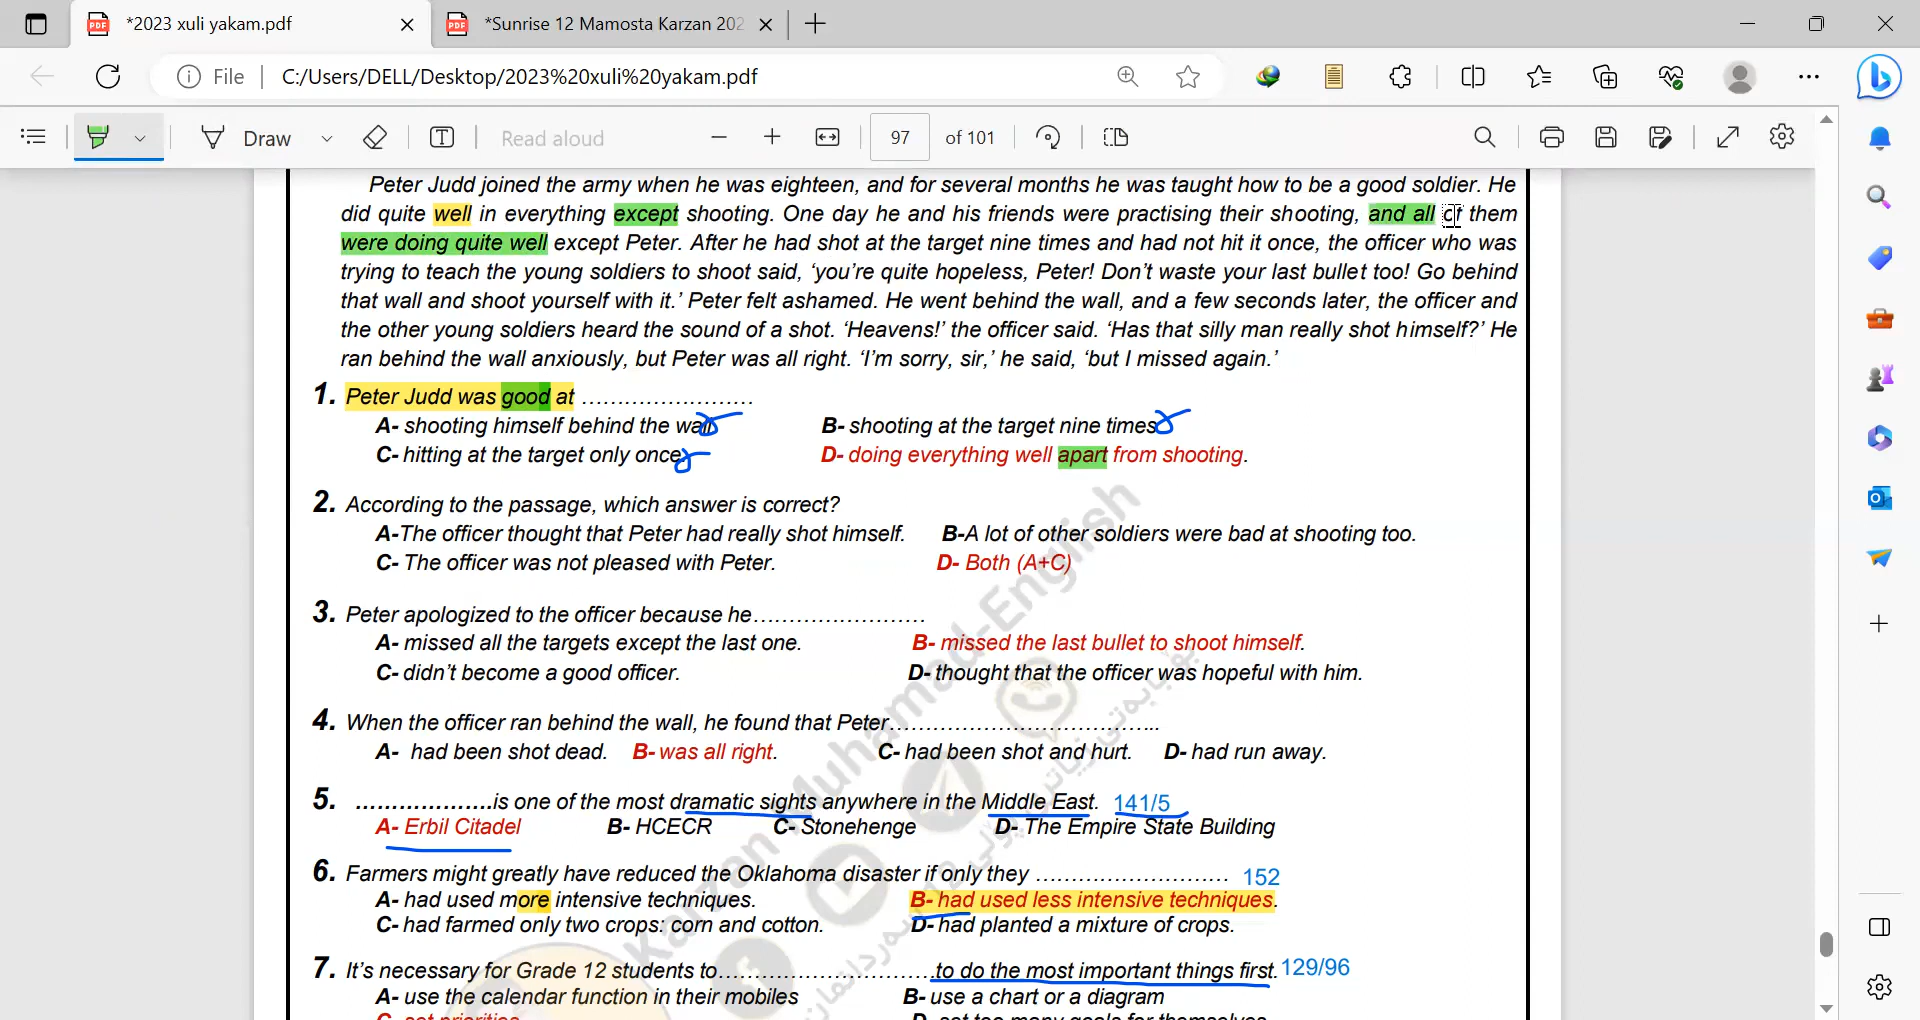 *2023 xuli yakam.pdf
*Sunrise 12 Mamosta Karzan 202
File
C:/Users/DELL/Desktop/2023%20xuli%20yakam.pdf
Draw
Read aloud
97
of 101
Peter Judd joined the army when he was eighteen, and for several months he was taught how to be a good soldier. He
did quite well in everything except shooting. One day he and his friends were practising their shooting, and all of them
were doing quite well except Peter. After he had shot at the target nine times and had not hit it once, the officer who was
trying to teach the young soldiers to shoot said, 'you're quite hopeless, Peter! Don't waste your last bullet too! Go behind
that wall and shoot yourself with it.' Peter felt ashamed. He went behind the wall, and a few seconds later, the officer and
the other young soldiers heard the sound of a shot. 'Heavens!' the officer said. 'Has that silly man really shot himself?' He
ran behind the wall anxiously, but Peter was all right. 'I'm sorry, sir,' he said, 'but I missed again.'
1. Peter Judd was good at ........................
A- shooting himself behind the wall
B- shooting at the target nine times
C- hitting at the target only once
D- doing everything well apart from shooting.
2. According to the passage, which answer is correct?
A-The officer thought that Peter had really shot himself.
B-A lot of other soldiers were bad at shooting too.
C- The officer was not pleased with Peter.
D- Both (A+C)
3. Peter apologized to the officer because he........................
A- missed all the targets except the last one.
B- missed the last bullet to shoot himself.
C- didn't become a good officer.
D- thought that the officer was hopeful with him.
4. When the officer ran behind the wall, he found that Peter.....................................
A- had been shot dead.
B- was all right.
C- had been shot and hurt.
D- had run away.
5. ...................is one of the most dramatic sights anywhere in the Middle East. 141/5
A- Erbil Citadel
B- HCECR
C- Stonehenge
D- The Empire State Building
6. Farmers might greatly have reduced the Oklahoma disaster if only they ........................... 152
A- had used more intensive techniques.
B- had used less intensive techniques.
C- had farmed only two crops: corn and cotton.
D- had planted a mixture of crops.
7. It's necessary for Grade 12 students to..............................to do the most important things first. 129/96
A- use the calendar function in their mobiles
B- use a chart or a diagram
C- set priorities
D- set too many goals for themselves
Karzan Muhamad-English